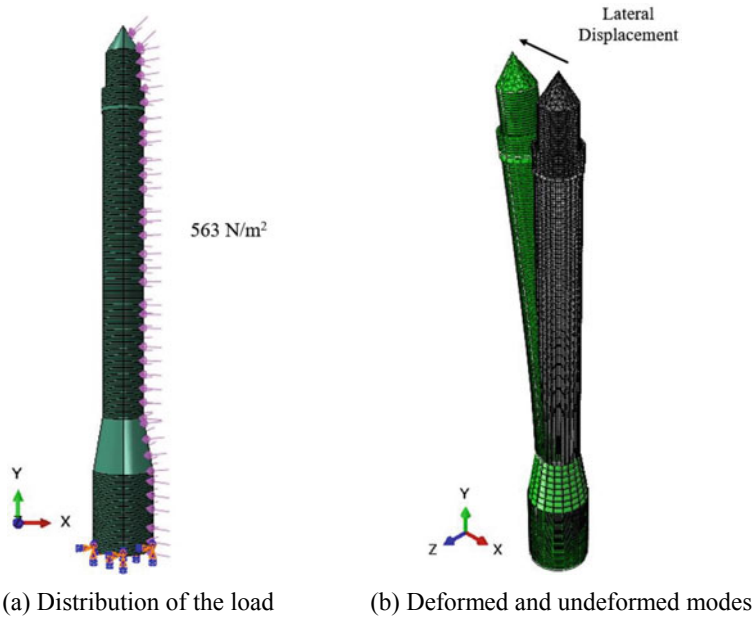 Lateral
Displacement
563 N/m²
Y
X
Y
Z
X
(a) Distribution of the load
(b) Deformed and undeformed modes